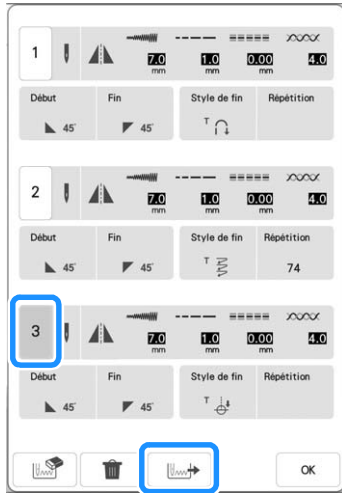 1 7.0 1.0 0.00 4.0
mm mm mm
Début Fin Style de fin Répétition
45° 45° T
2 7.0 1.0 0.00 4.0
mm mm mm
Début Fin Style de fin Répétition
45° 45° T 74
3 7.0 1.0 0.00 4.0
mm mm mm
Début Fin Style de fin Répétition
45° 45° T
OK